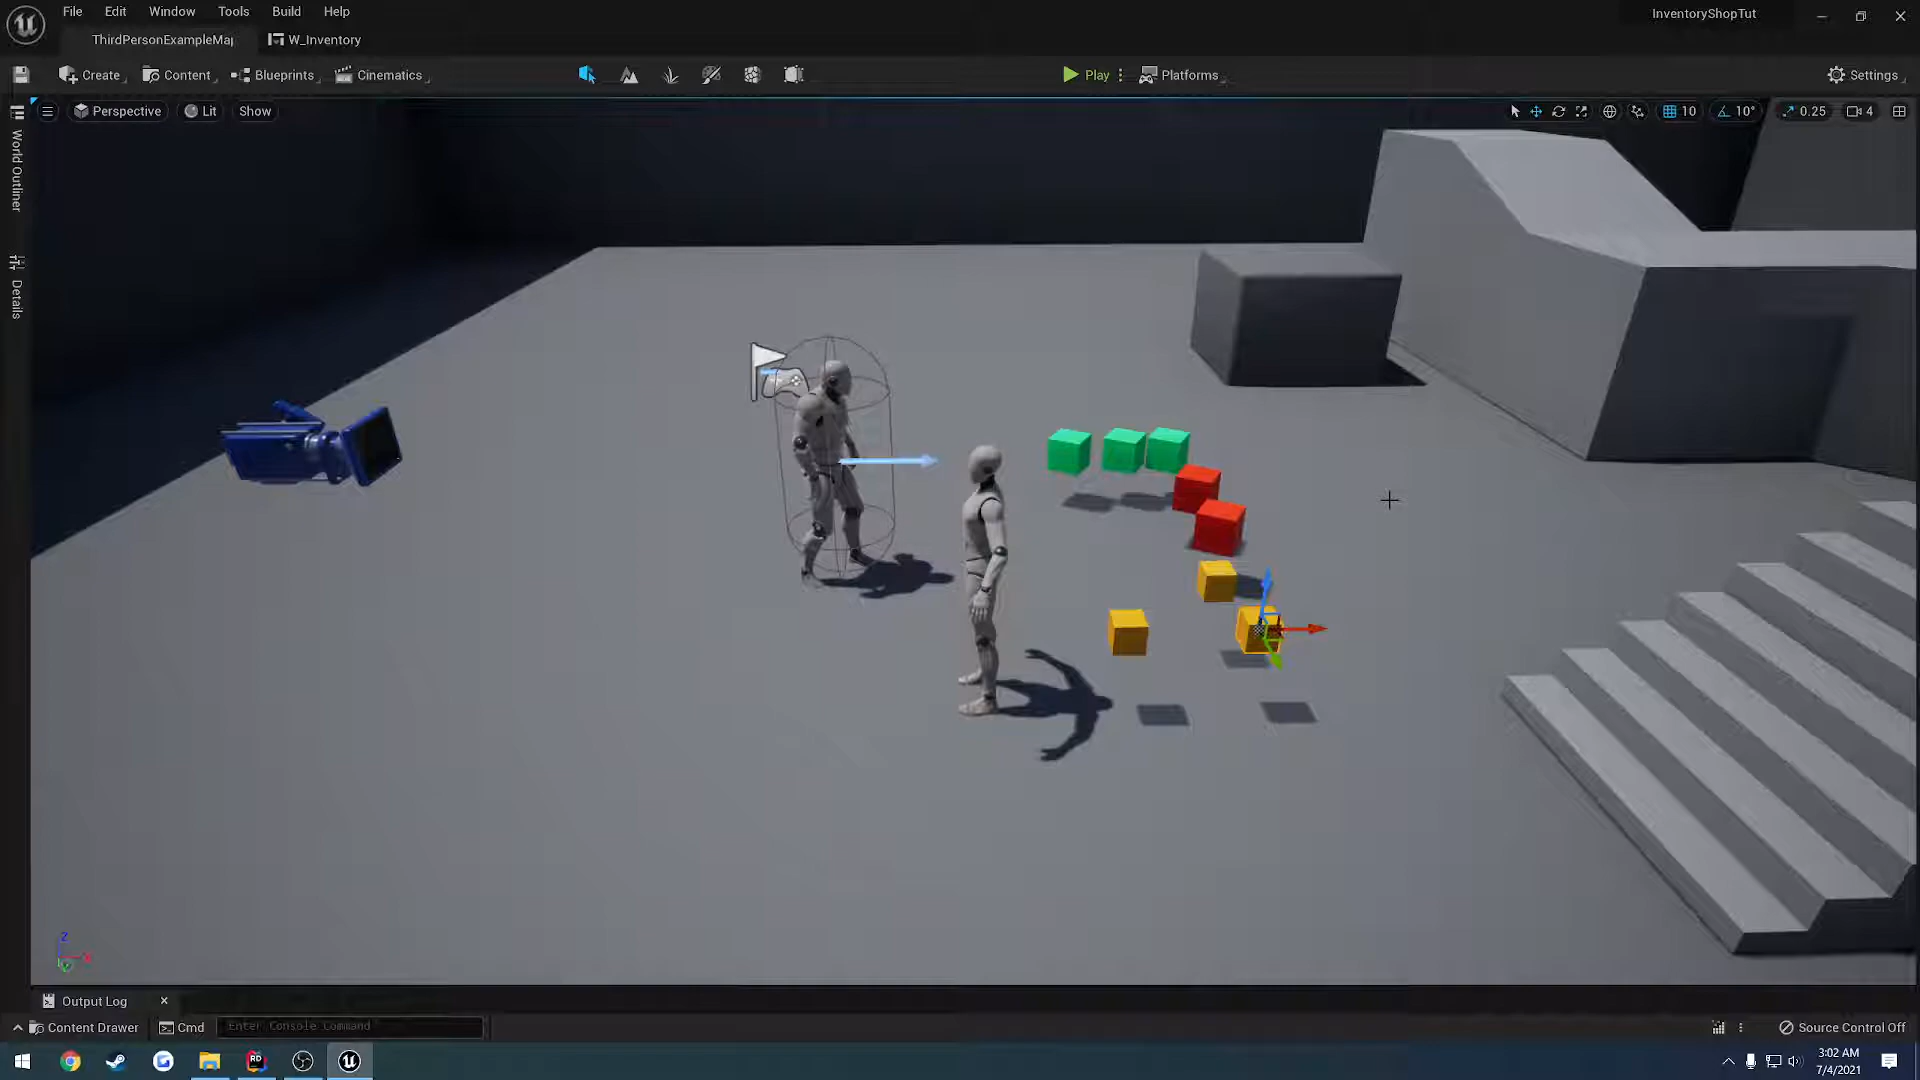 File Edit Window Tools Build Help
InventoryShopTut
ThirdPersonExampleMap
W_Inventory
Create Content Blueprints Cinematics
Play Platforms
Settings
Perspective Lit Show
10 10° 0.25 4
World Outliner
Details
Z
X
Y
Output Log
Content Drawer Cmd Enter Console Command
Source Control Off
RD
3:02 AM
7/4/2021